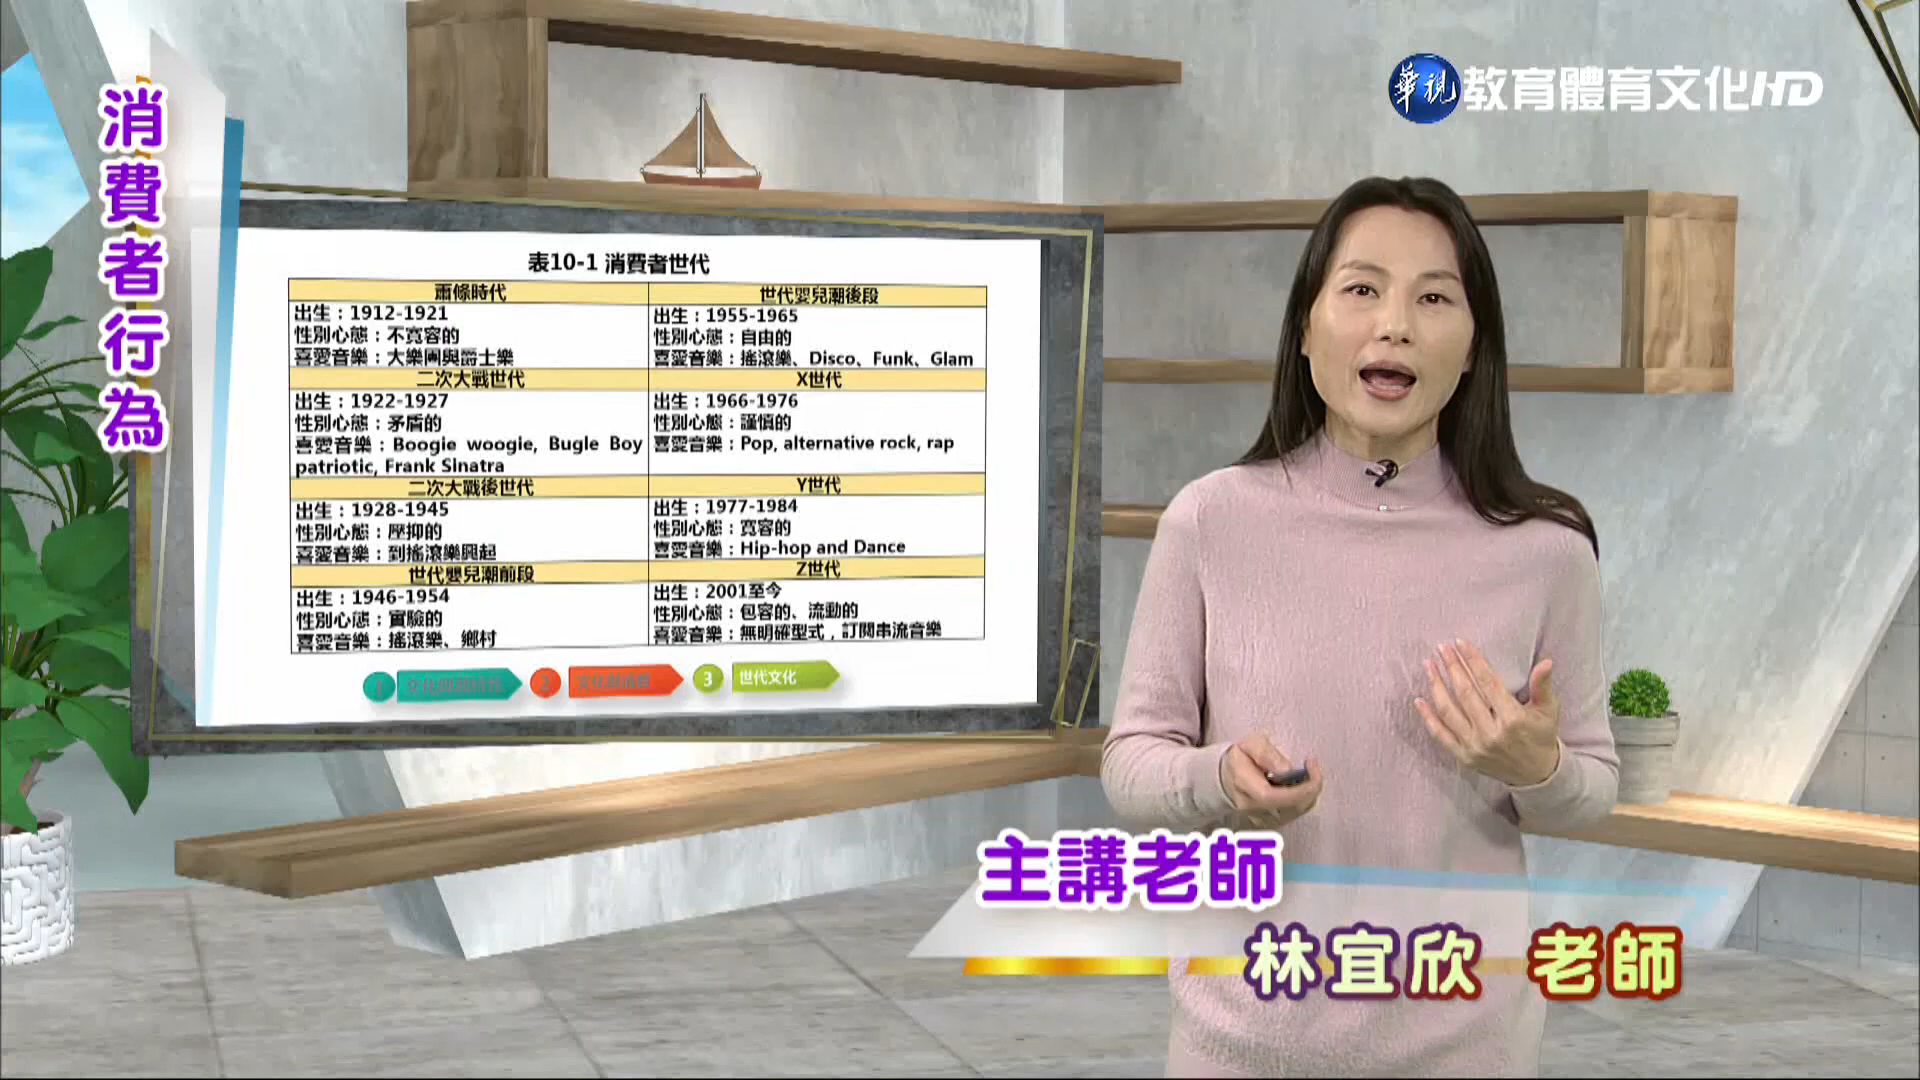 消費者行為
華視 教育體育文化HD
表10-1 消費者世代
蕭條時代
出生：1912-1921
性別心態：不寬容的
喜愛音樂：大樂團與爵士樂
二次大戰世代
出生：1922-1927
性別心態：矛盾的
喜愛音樂：Boogie woogie, Bugle Boy
patriotic, Frank Sinatra
二次大戰後世代
出生：1928-1945
性別心態：壓抑的
喜愛音樂：到搖滾樂興起
世代嬰兒潮前段
出生：1946-1954
性別心態：實驗的
喜愛音樂：搖滾樂、鄉村
世代嬰兒潮後段
出生：1955-1965
性別心態：自由的
喜愛音樂：搖滾樂、Disco、Funk、Glam
X世代
出生：1966-1976
性別心態：謹慎的
喜愛音樂：Pop, alternative rock, rap
Y世代
出生：1977-1984
性別心態：寬容的
喜愛音樂：Hip-hop and Dance
Z世代
出生：2001至今
性別心態：包容的、流動的
喜愛音樂：無明確型式，訂閱串流音樂
1
2
3 世代文化
主講老師
林宜欣 老師